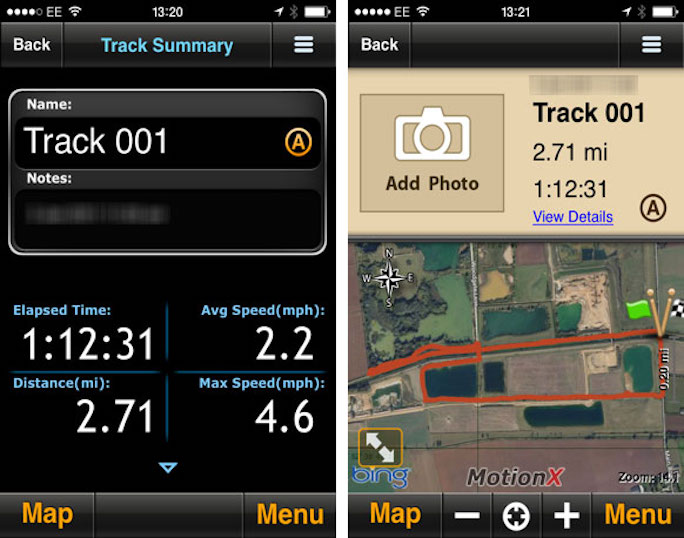 EE 13:20
Back Track Summary
Name:
Track 001
A
Notes:
Elapsed Time: Avg Speed(mph):
1:12:31 2.2
Distance(mi): Max Speed(mph):
2.71 4.6
Map Menu
EE 13:21
Back
Track 001
2.71 mi
1:12:31
Add Photo
View Details A
N
W E
S
0.20 mi
bing MotionX Zoom: 14.1
Map Menu